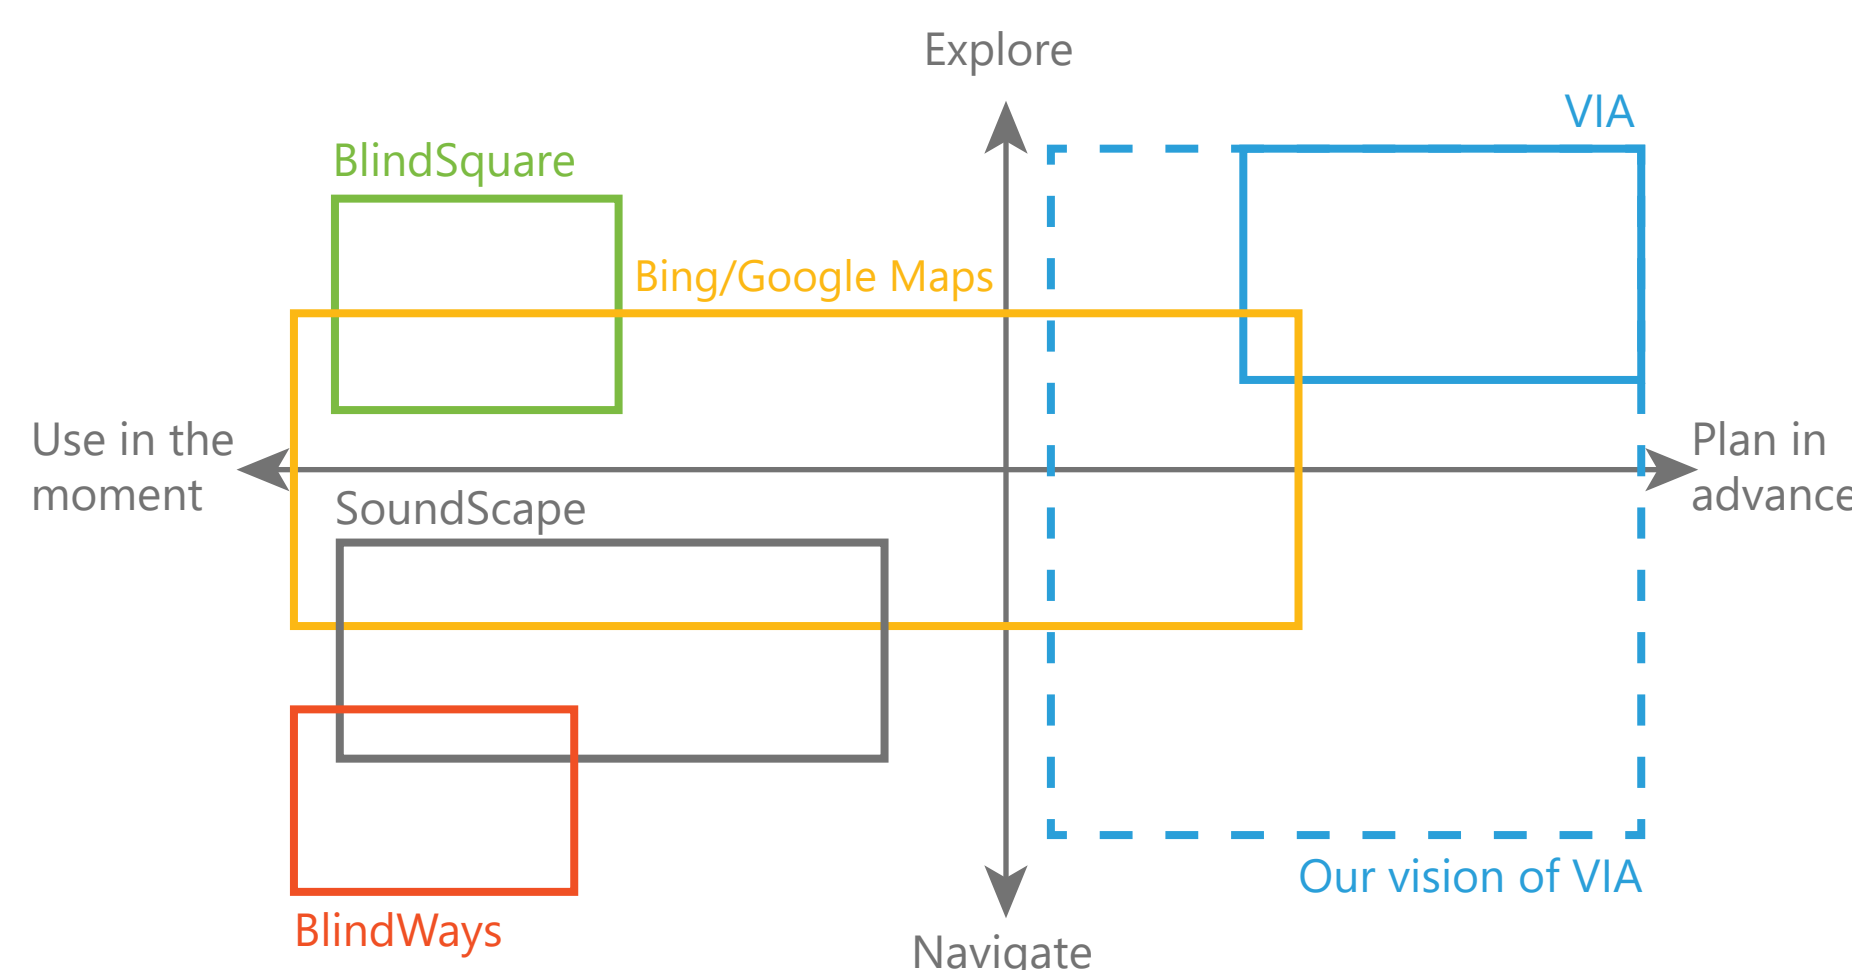 Explore
VIA
BlindSquare
Bing/Google Maps
Use in the
moment
Plan in
advance
SoundScape
Our vision of VIA
BlindWays
Navigate